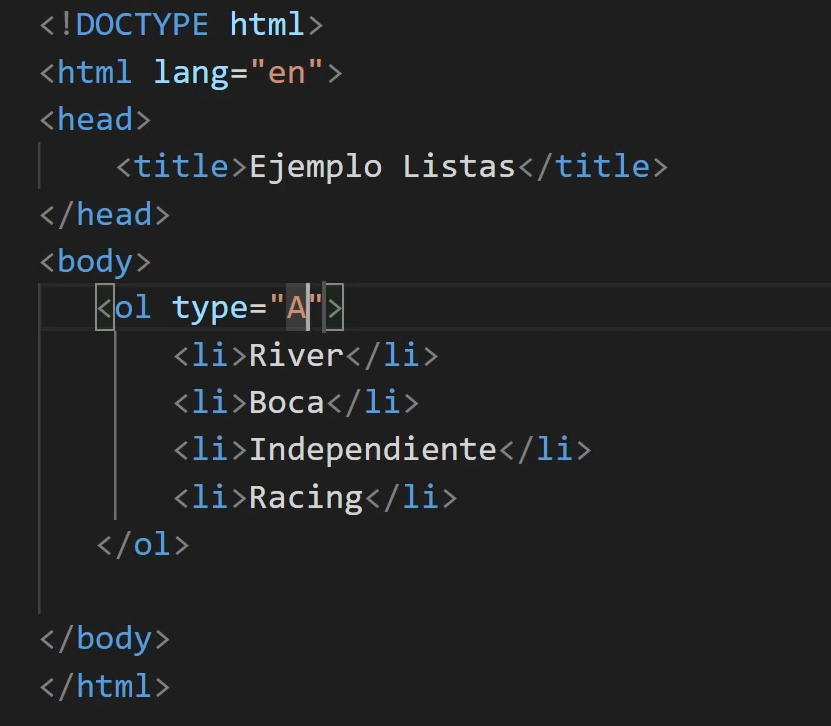 <!DOCTYPE html>
<html lang="en">
<head>
    <title>Ejemplo Listas</title>
</head>
<body>
   <ol type="A">
       <li>River</li>
       <li>Boca</li>
       <li>Independiente</li>
       <li>Racing</li>
   </ol>
</body>
</html>